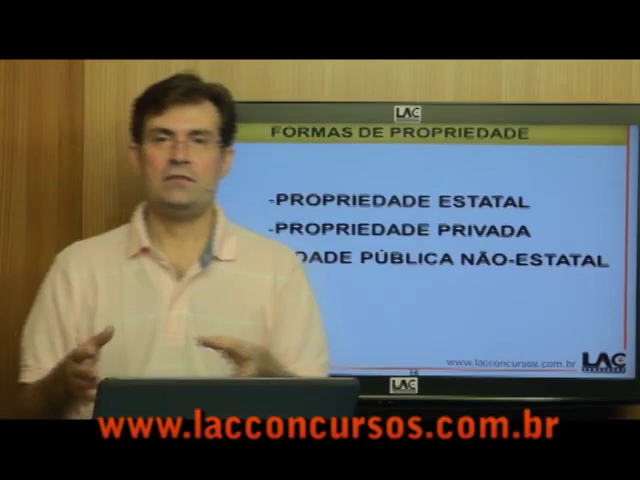 LAC
FORMAS DE PROPRIEDADE
-PROPRIEDADE ESTATAL
-PROPRIEDADE PRIVADA
DADE PÚBLICA NÃO-ESTATAL
www.lacconcursos.com.br
LAC
16
LAC
www.lacconcursos.com.br